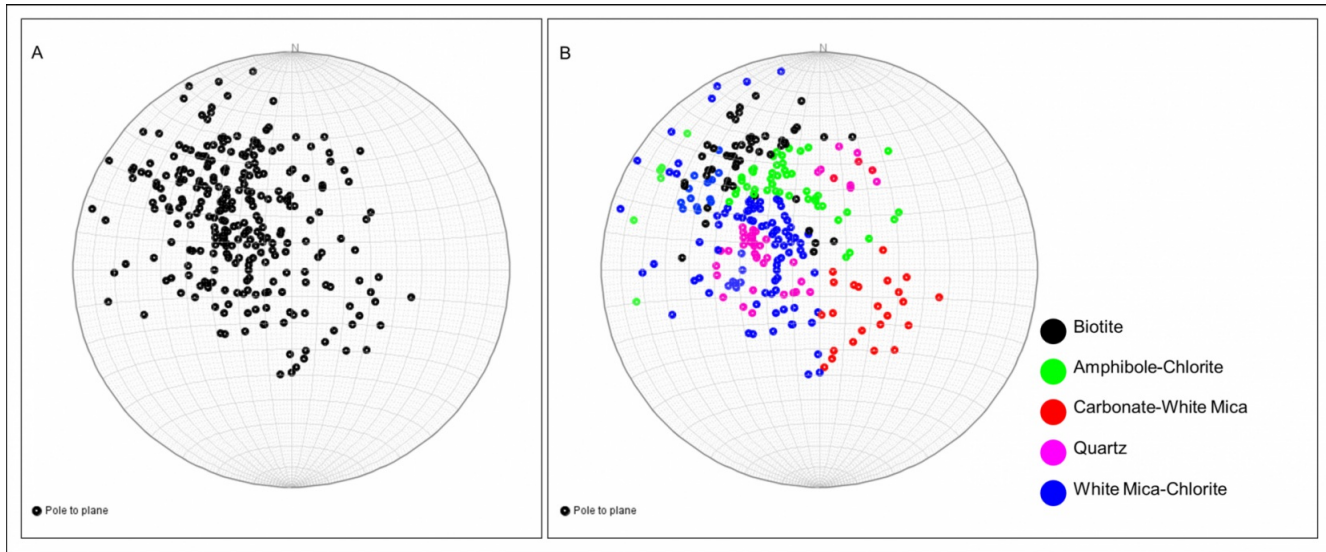 A
N
Pole to plane
B
N
Pole to plane
Biotite
Amphibole-Chlorite
Carbonate-White Mica
Quartz
White Mica-Chlorite